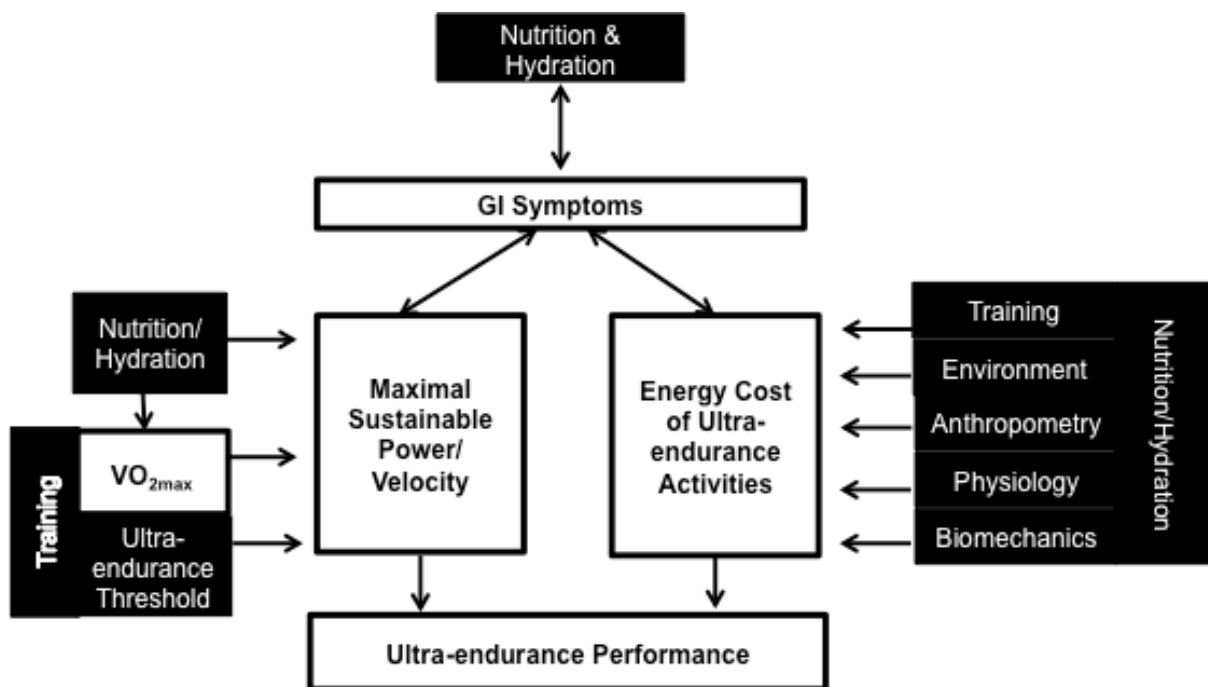 Nutrition &
Hydration
GI Symptoms
Nutrition/
Hydration
Training
VO2max
Ultra-
endurance
Threshold
Maximal
Sustainable
Power/
Velocity
Energy Cost
of Ultra-
endurance
Activities
Training
Environment
Anthropometry
Physiology
Biomechanics
Nutrition/Hydration
Ultra-endurance Performance